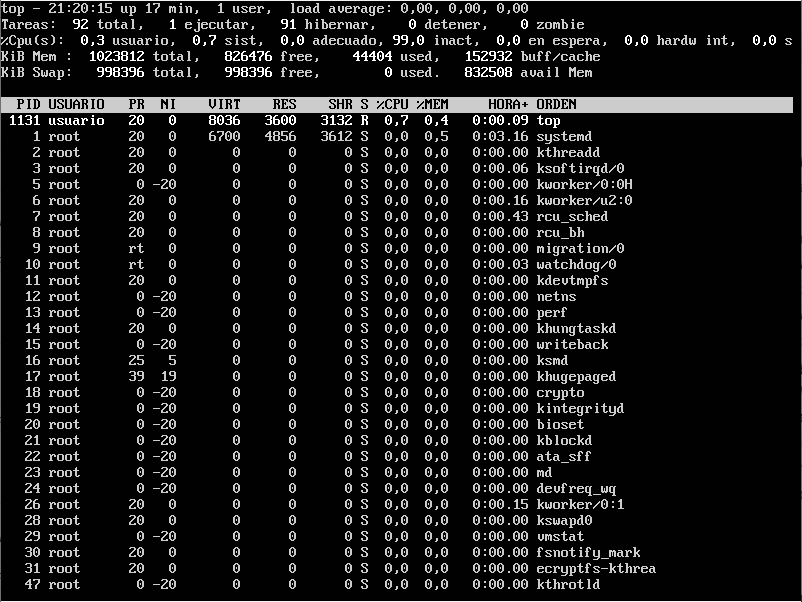 top - 21:20:15 up 17 min,  1 user,  load average: 0,00, 0,00, 0,00
Tareas:  92 total,   1 ejecutar,  91 hibernar,   0 detener,   0 zombie
%Cpu(s):  0,3 usuario,  0,7 sist,  0,0 adecuado, 99,0 inact,  0,0 en espera,  0,0 hardw int,  0,0 s
KiB Mem :  1023812 total,   826476 free,    44404 used,   152932 buff/cache
KiB Swap:   998396 total,   998396 free,        0 used.   832508 avail Mem
PID USUARIO   PR  NI    VIRT    RES    SHR S %CPU %MEM     HORA+ ORDEN
1131 usuario   20   0    8036   3600   3132 R  0,7  0,4   0:00.09 top
1 root      20   0    6700   4856   3612 S  0,0  0,5   0:03.16 systemd
2 root      20   0       0      0      0 S  0,0  0,0   0:00.00 kthreadd
3 root      20   0       0      0      0 S  0,0  0,0   0:00.06 ksoftirqd/0
5 root       0 -20       0      0      0 S  0,0  0,0   0:00.00 kworker/0:0H
6 root      20   0       0      0      0 S  0,0  0,0   0:00.16 kworker/u2:0
7 root      20   0       0      0      0 S  0,0  0,0   0:00.43 rcu_sched
8 root      20   0       0      0      0 S  0,0  0,0   0:00.00 rcu_bh
9 root      rt   0       0      0      0 S  0,0  0,0   0:00.00 migration/0
10 root      rt   0       0      0      0 S  0,0  0,0   0:00.03 watchdog/0
11 root      20   0       0      0      0 S  0,0  0,0   0:00.00 kdevtmpfs
12 root       0 -20       0      0      0 S  0,0  0,0   0:00.00 netns
13 root       0 -20       0      0      0 S  0,0  0,0   0:00.00 perf
14 root      20   0       0      0      0 S  0,0  0,0   0:00.00 khungtaskd
15 root       0 -20       0      0      0 S  0,0  0,0   0:00.00 writeback
16 root      25   5       0      0      0 S  0,0  0,0   0:00.00 ksmd
17 root      39  19       0      0      0 S  0,0  0,0   0:00.00 khugepaged
18 root       0 -20       0      0      0 S  0,0  0,0   0:00.00 crypto
19 root       0 -20       0      0      0 S  0,0  0,0   0:00.00 kintegrityd
20 root       0 -20       0      0      0 S  0,0  0,0   0:00.00 bioset
21 root       0 -20       0      0      0 S  0,0  0,0   0:00.00 kblockd
22 root       0 -20       0      0      0 S  0,0  0,0   0:00.00 ata_sff
23 root       0 -20       0      0      0 S  0,0  0,0   0:00.00 md
24 root       0 -20       0      0      0 S  0,0  0,0   0:00.00 devfreq_wq
26 root      20   0       0      0      0 S  0,0  0,0   0:00.15 kworker/0:1
28 root      20   0       0      0      0 S  0,0  0,0   0:00.00 kswapd0
29 root       0 -20       0      0      0 S  0,0  0,0   0:00.00 vmstat
30 root      20   0       0      0      0 S  0,0  0,0   0:00.00 fsnotify_mark
31 root      20   0       0      0      0 S  0,0  0,0   0:00.00 ecryptfs-kthrea
47 root       0 -20       0      0      0 S  0,0  0,0   0:00.00 kthrotld